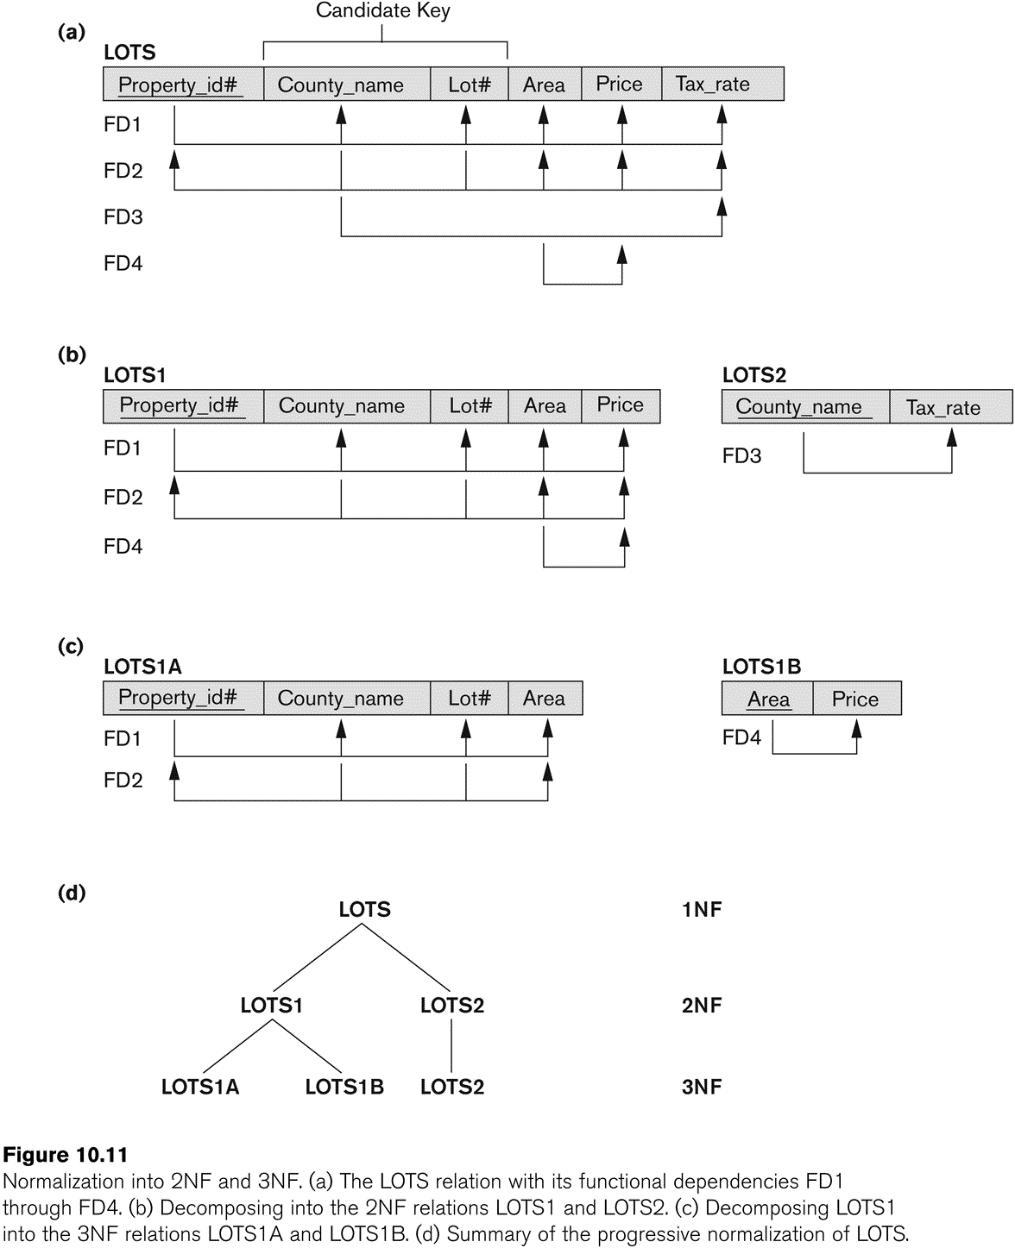 Candidate Key
(a)
LOTS
Property_id# County_name Lot# Area Price Tax_rate
FD1
FD2
FD3
FD4
(b)
LOTS1
Property_id# County_name Lot# Area Price
FD1
FD2
FD4
LOTS2
County_name Tax_rate
FD3
(c)
LOTS1A
Property_id# County_name Lot# Area
FD1
FD2
LOTS1B
Area Price
FD4
(d)
LOTS 1NF
LOTS1 LOTS2 2NF
LOTS1A LOTS1B LOTS2 3NF
Figure 10.11
Normalization into 2NF and 3NF. (a) The LOTS relation with its functional dependencies FD1
through FD4. (b) Decomposing into the 2NF relations LOTS1 and LOTS2. (c) Decomposing LOTS1
into the 3NF relations LOTS1A and LOTS1B. (d) Summary of the progressive normalization of LOTS.